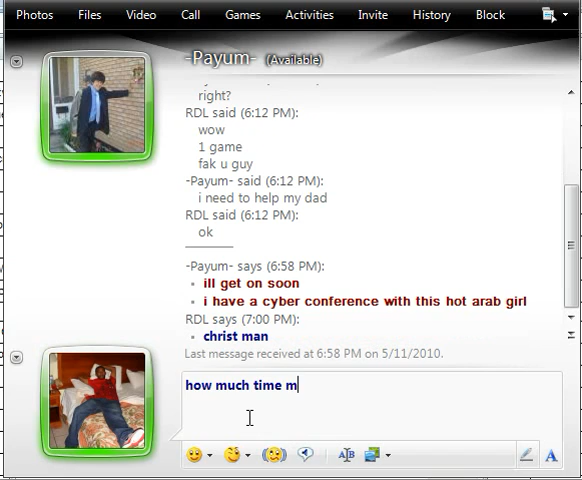 Photos Files Video Call Games Activities Invite History Block
-Payum- (Available)
right?
RDL said (6:12 PM):
wow
1 game
fak u guy
-Payum- said (6:12 PM):
i need to help my dad
RDL said (6:12 PM):
ok
-Payum- says (6:58 PM):
ill get on soon
i have a cyber conference with this hot arab girl
RDL says (7:00 PM):
christ man
Last message received at 6:58 PM on 5/11/2010.
how much time m